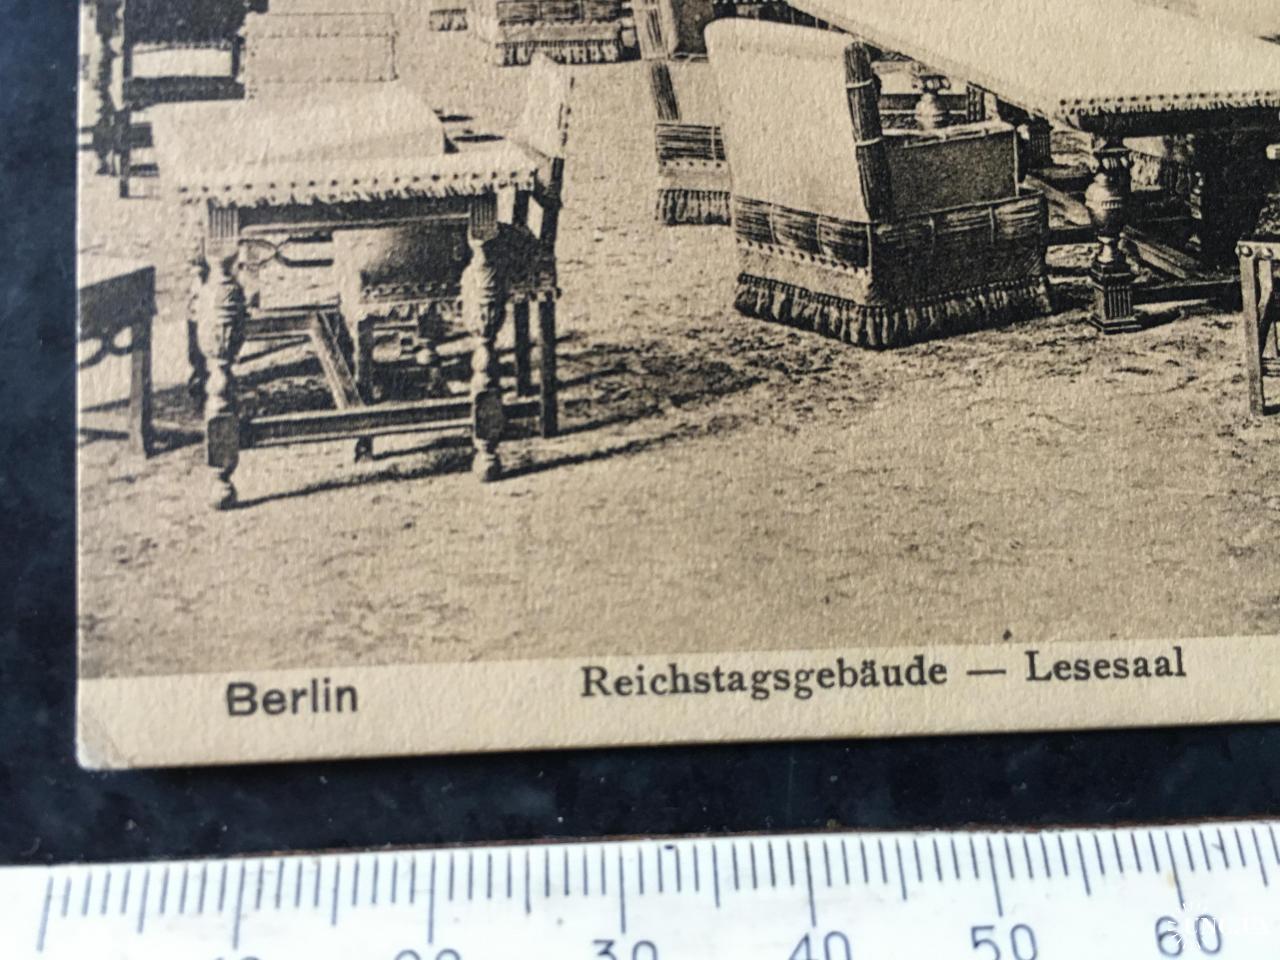 Berlin
Reichstagsgebäude — Lesesaal
30
40
50
60